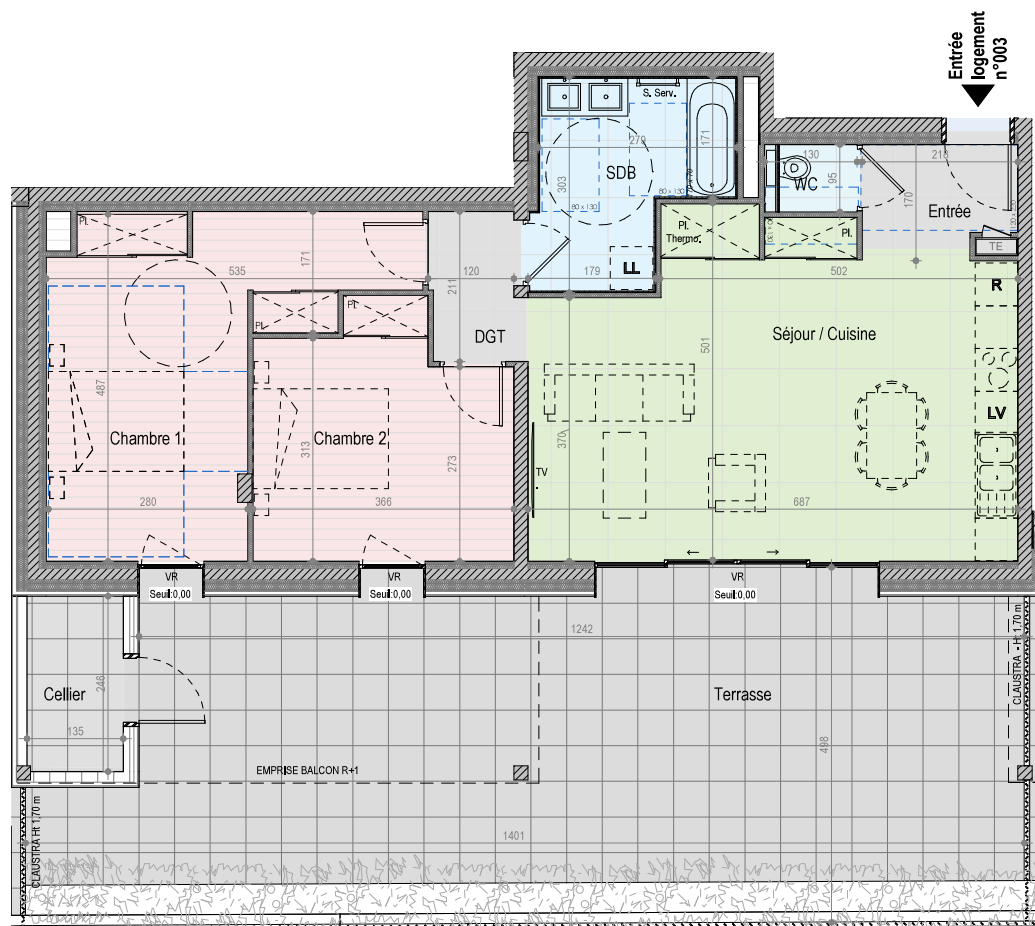 Entrée
logement
n°003
S. Serv.
279
171
303
SDB
80 x 130
80 x 130
70 x 70
130
WC
95
218
170
Entrée
Pl.
171
535
120
211
179
LL
Pl.
Thermo.
Pl.
502
TE
R
Pl.
Pl.
DGT
Séjour / Cuisine
501
487
Chambre 1
Chambre 2
313
370
273
LV
TV
280
366
687
VR
Seuil:0,00
VR
Seuil:0,00
VR
Seuil:0,00
1242
Cellier
246
135
Terrasse
498
CLAUSTRA - Ht 1,70 m
EMPRISE BALCON R+1
CLAUSTRA Ht 1,70 m
1401